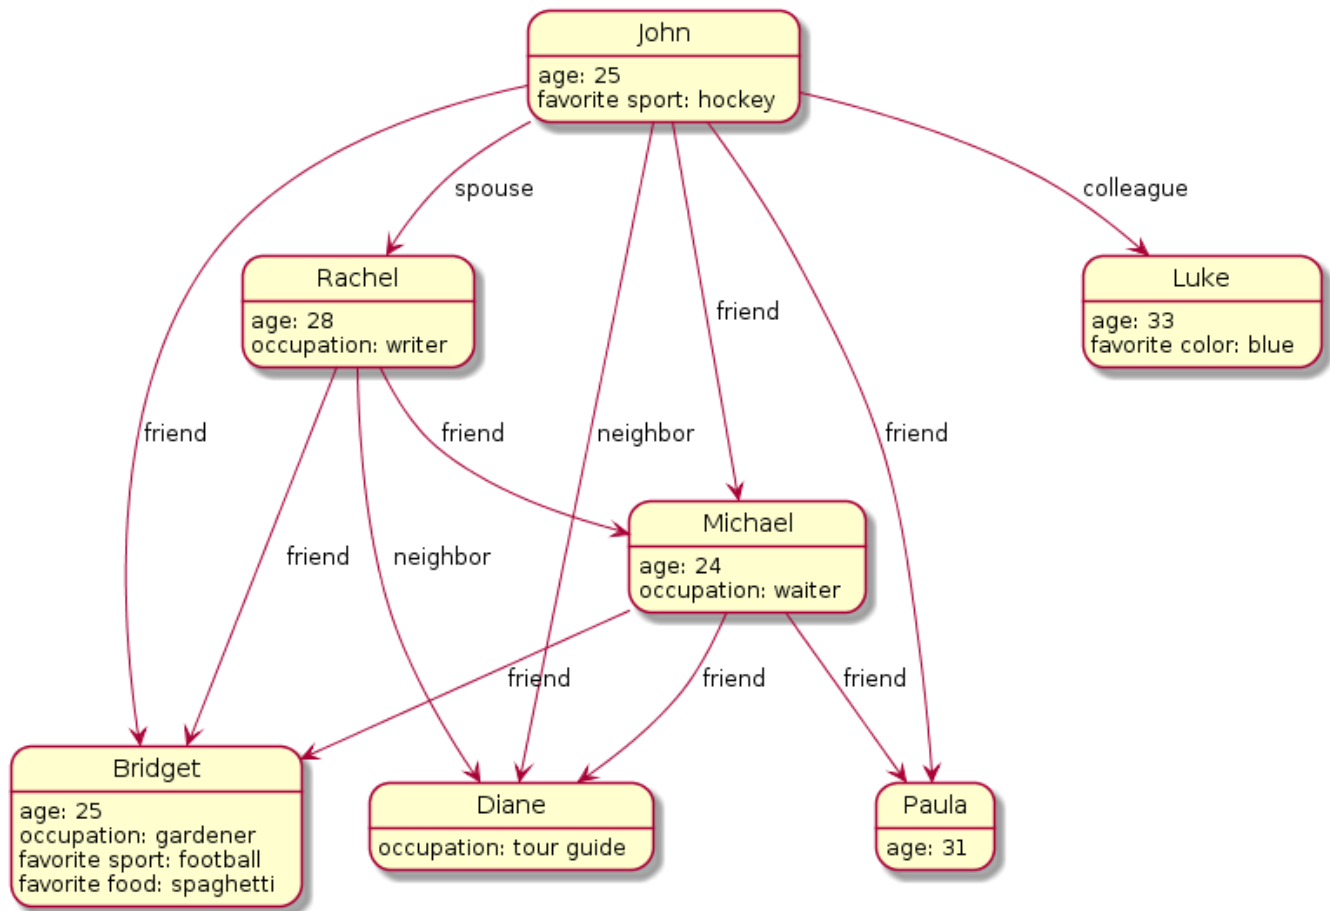 John
age: 25
favorite sport: hockey
spouse
colleague
Rachel
age: 28
occupation: writer
Luke
age: 33
favorite color: blue
friend
friend
friend
neighbor
friend
Michael
age: 24
occupation: waiter
friend
neighbor
friend
friend
friend
Bridget
age: 25
occupation: gardener
favorite sport: football
favorite food: spaghetti
Diane
occupation: tour guide
Paula
age: 31